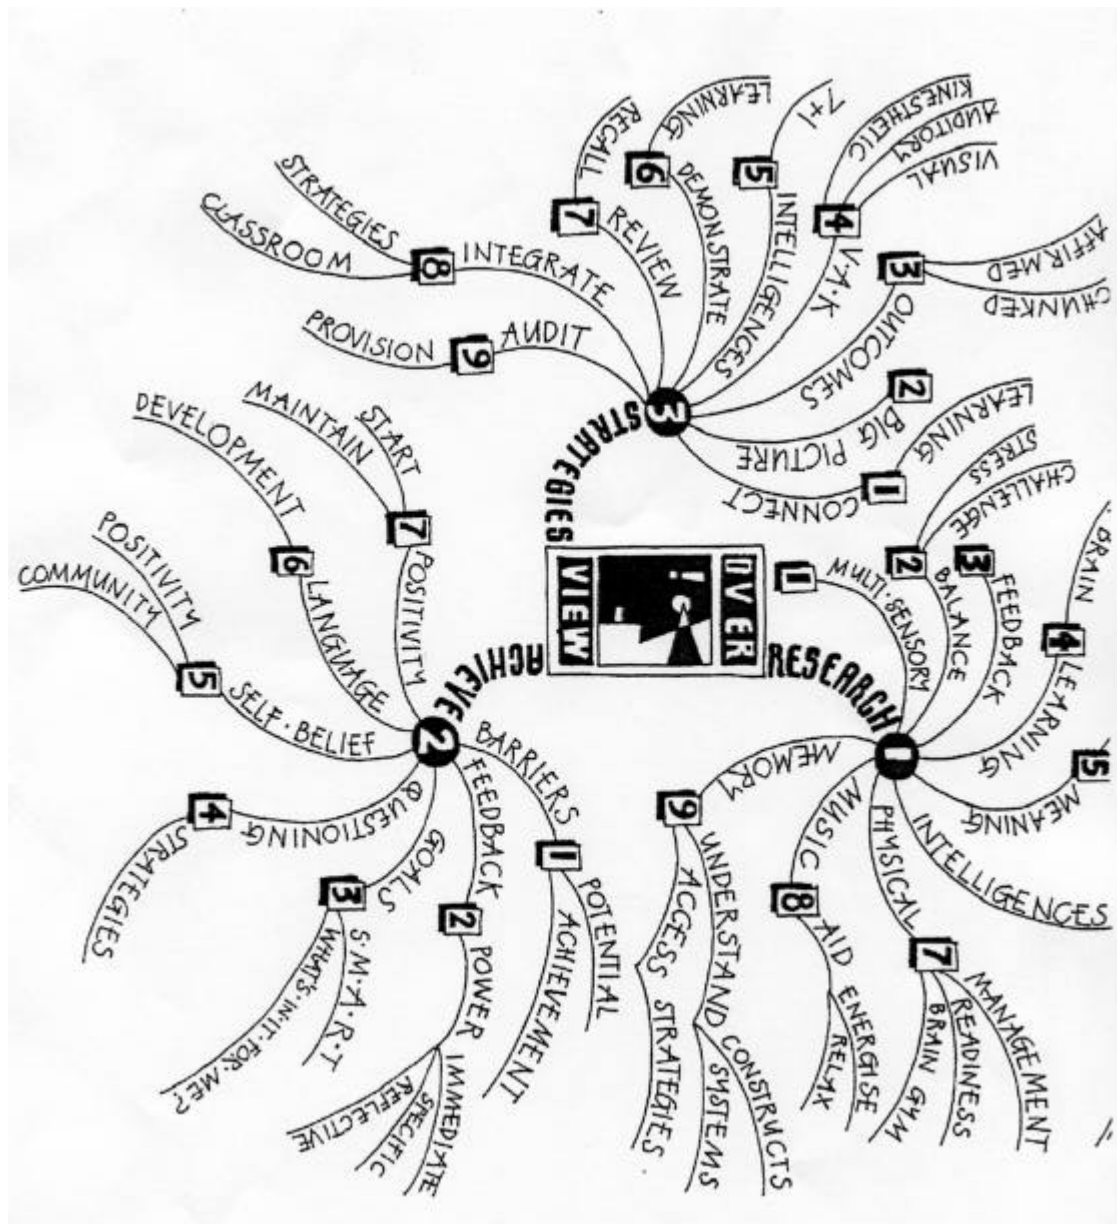 OVER
VIEW
RESEARCH
1
1
MULTI·SENSORY
2
BALANCE
STRESS
CHALLENGE
3
FEEDBACK
4
LEARNING
BRAIN
5
MEANING
INTELLIGENCES
7
PHYSICAL
MANAGEMENT
READINESS
BRAIN GYM
8
MUSIC
AID
ENERGISE
RELAX
9
MEMORY
UNDERSTAND
CONSTRUCTS
SYSTEMS
ACCESS STRATEGIES
ACHIEVE
2
BARRIERS
1
POTENTIAL
ACHIEVEMENT
FEEDBACK
2
POWER
IMMEDIATE
SPECIFIC
REFLECTIVE
GOALS
3
S·M·A·R·T
WHAT'S·IN·IT·FOR·ME?
QUESTIONING
4
STRATEGIES
SELF·BELIEF
5
COMMUNITY
POSITIVITY
LANGUAGE
6
DEVELOPMENT
POSITIVITY
7
MAINTAIN
START
STRATEGIES
3
CONNECT
1
LEARNING
BIG
PICTURE
2
OUTCOMES
3
AFFIRMED
CHUNKED
V·A·K
4
VISUAL
AUDITORY
KINESTHETIC
INTELLIGENCES
5
7+1
DEMONSTRATE
6
LEARNING
REVIEW
7
RECALL
INTEGRATE
8
STRATEGIES
CLASSROOM
AUDIT
9
PROVISION